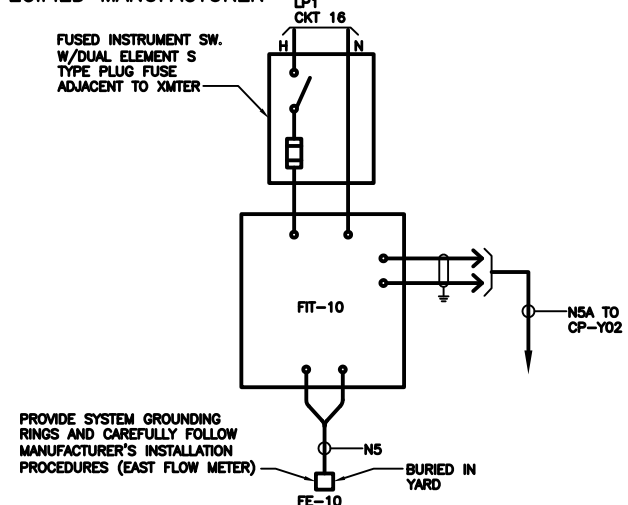 ECIFIED MANUFACTURER
LP1
CKT 16
H
N
FUSED INSTRUMENT SW.
W/DUAL ELEMENT S
TYPE PLUG FUSE
ADJACENT TO XMTER
FIT-10
N5A TO
CP-Y02
PROVIDE SYSTEM GROUNDING
RINGS AND CAREFULLY FOLLOW
MANUFACTURER'S INSTALLATION
PROCEDURES (EAST FLOW METER)
N5
BURIED IN
YARD
FE-10